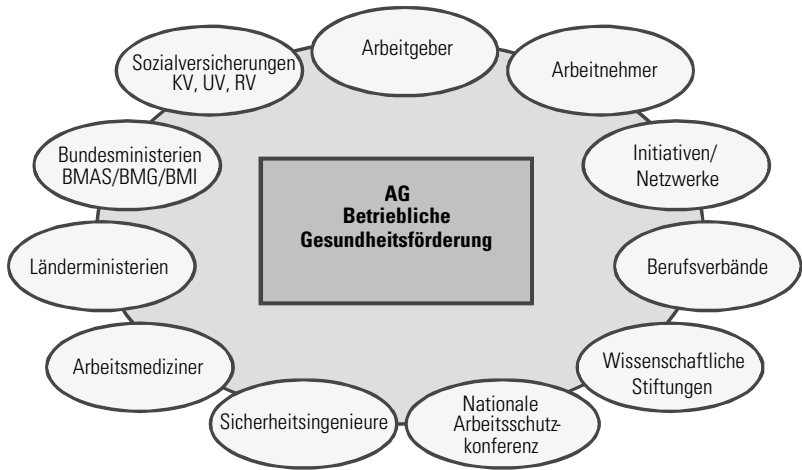 Arbeitgeber
Sozialversicherungen
KV, UV, RV
Arbeitnehmer
Bundesministerien
BMAS/BMG/BMI
Initiativen/
Netzwerke
AG
Betriebliche
Gesundheitsförderung
Länderministerien
Berufsverbände
Arbeitsmediziner
Wissenschaftliche
Stiftungen
Sicherheitsingenieure
Nationale
Arbeitsschutz-
konferenz